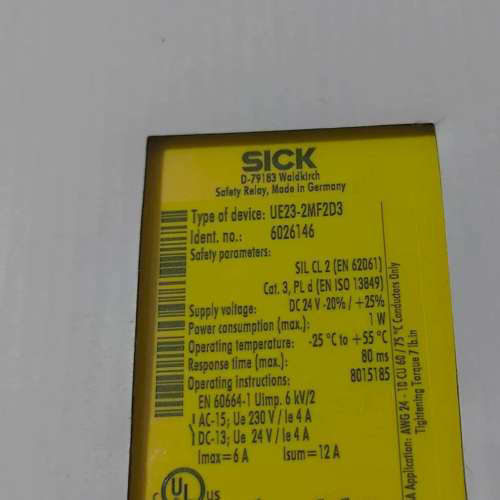 SICK
D-79183 Waldkirch
Safety Relay, Made in Germany
Type of device: UE23-2MF2D3
Ident. no.: 6026146
Safety parameters:
SIL CL 2 (EN 62061)
Cat. 3, PL d (EN ISO 13849)
Supply voltage: DC 24 V -20% / +25%
Power consumption (max.): 1 W
Operating temperature: -25 °C to +55 °C
Response time (max.): 80 ms
Operating instructions: 8015185
EN 60664-1 Uimp. 6 kV/2
AC-15; Ue 230 V / Ie 4 A
DC-13; Ue 24 V / Ie 4 A
Imax= 6 A Isum= 12 A
UL
C US
A Application: AWG 24 - 10 CU 60 / 75 °C Conductors Only
Tightening Torque 7 lb.in